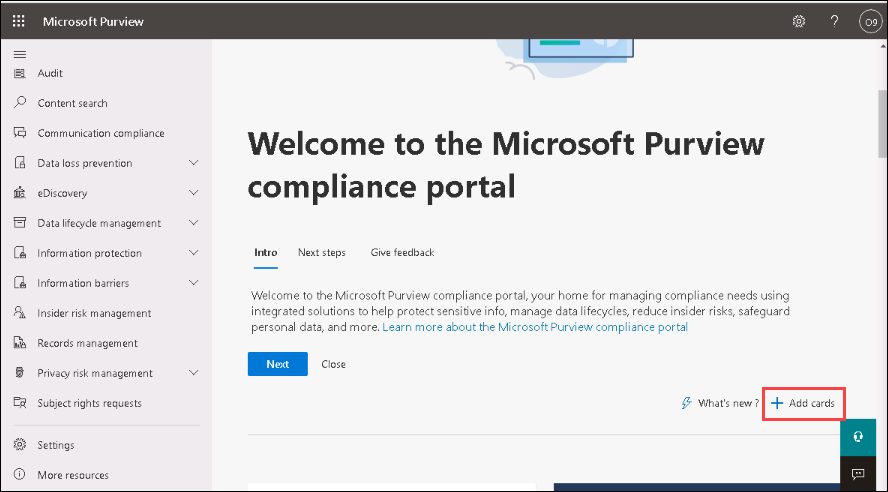 Microsoft Purview
?
O9
Audit
Content search
Communication compliance
Data loss prevention
eDiscovery
Data lifecycle management
Information protection
Information barriers
Insider risk management
Records management
Privacy risk management
Subject rights requests
Settings
More resources
Welcome to the Microsoft Purview
compliance portal
Intro Next steps Give feedback
Welcome to the Microsoft Purview compliance portal, your home for managing compliance needs using
integrated solutions to help protect sensitive info, manage data lifecycles, reduce insider risks, safeguard
personal data, and more. Learn more about the Microsoft Purview compliance portal
Next Close
What's new ? + Add cards